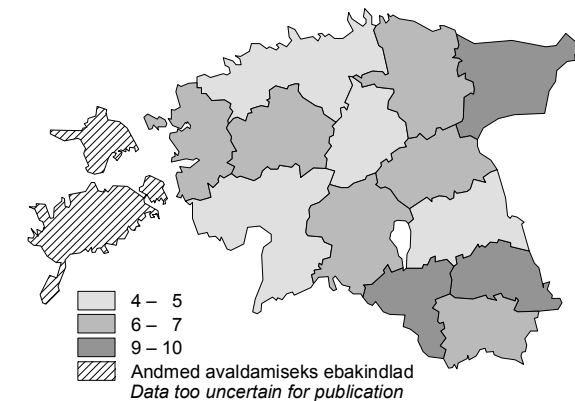 4 – 5
6 – 7
9 – 10
Andmed avaldamiseks ebakindlad
Data too uncertain for publication